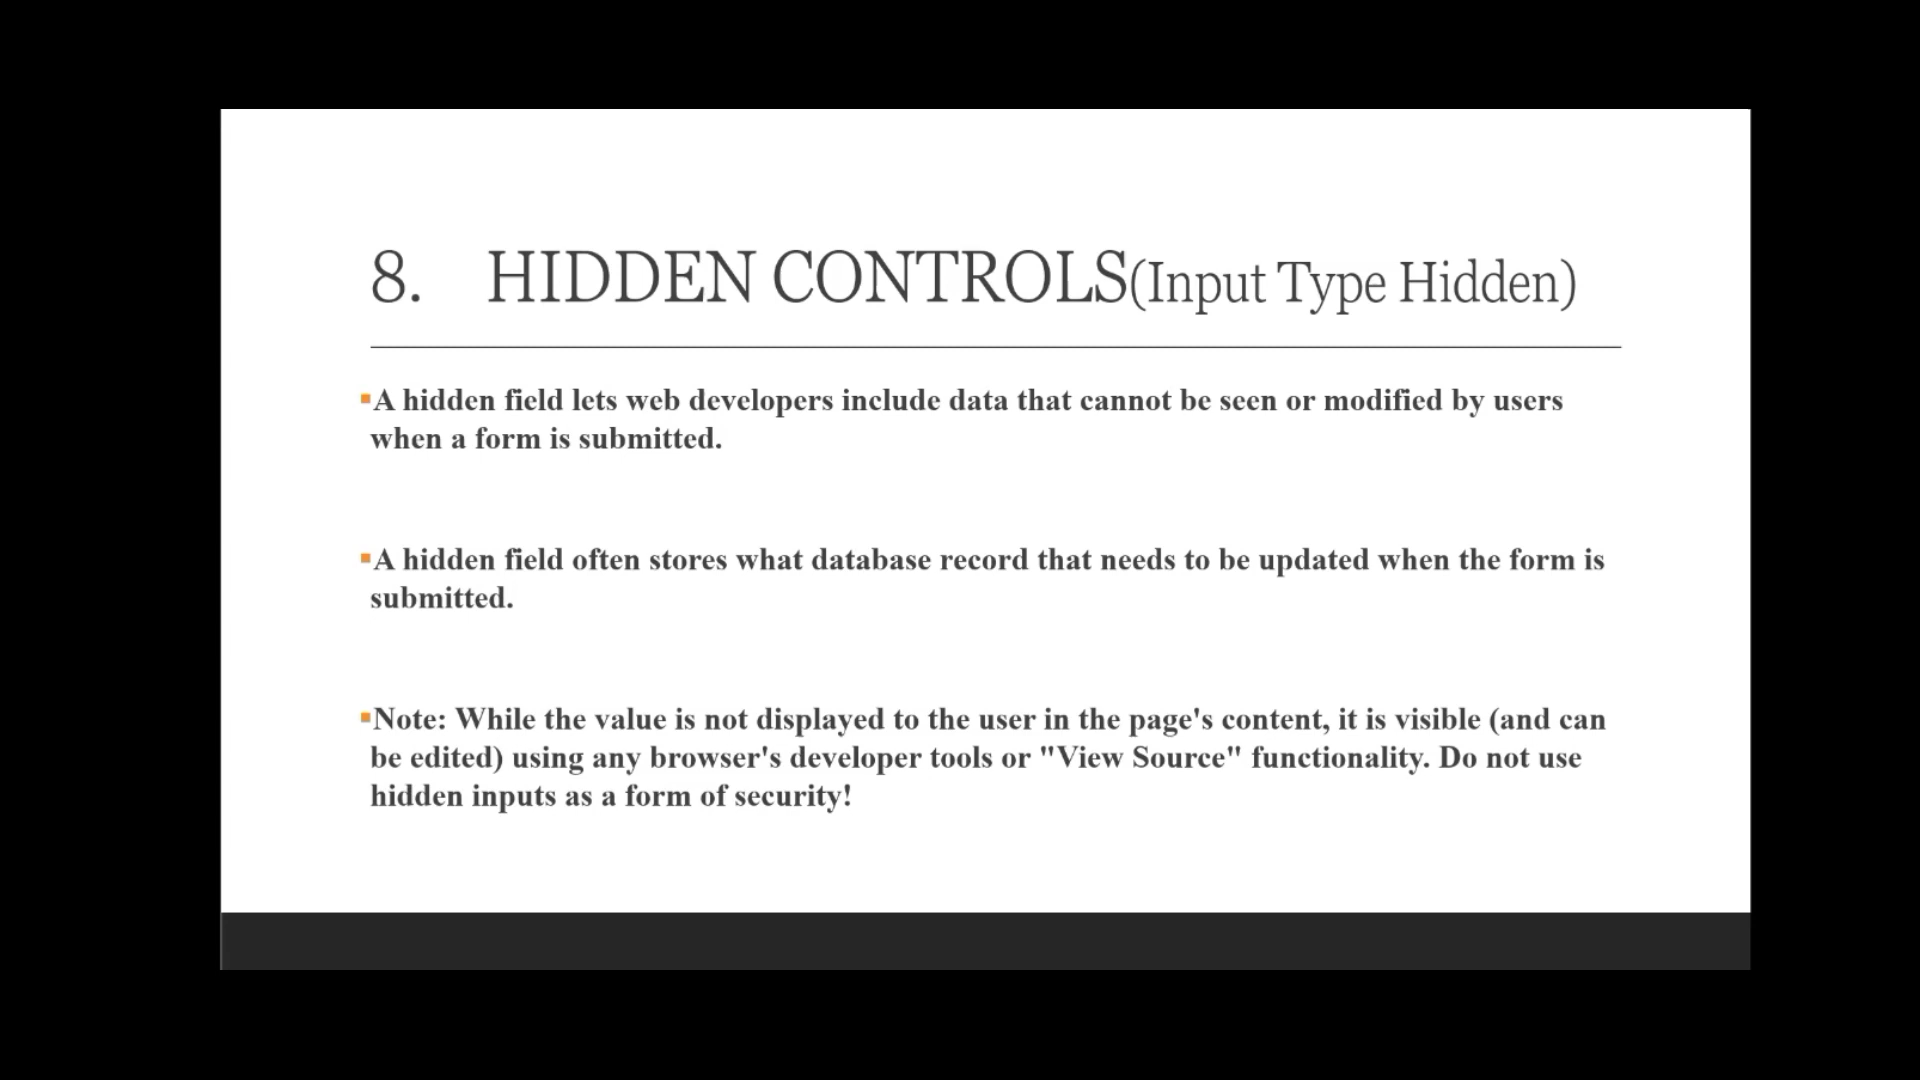 8. HIDDEN CONTROLS(Input Type Hidden)
▪A hidden field lets web developers include data that cannot be seen or modified by users
when a form is submitted.
▪A hidden field often stores what database record that needs to be updated when the form is
submitted.
▪Note: While the value is not displayed to the user in the page's content, it is visible (and can
be edited) using any browser's developer tools or "View Source" functionality. Do not use
hidden inputs as a form of security!